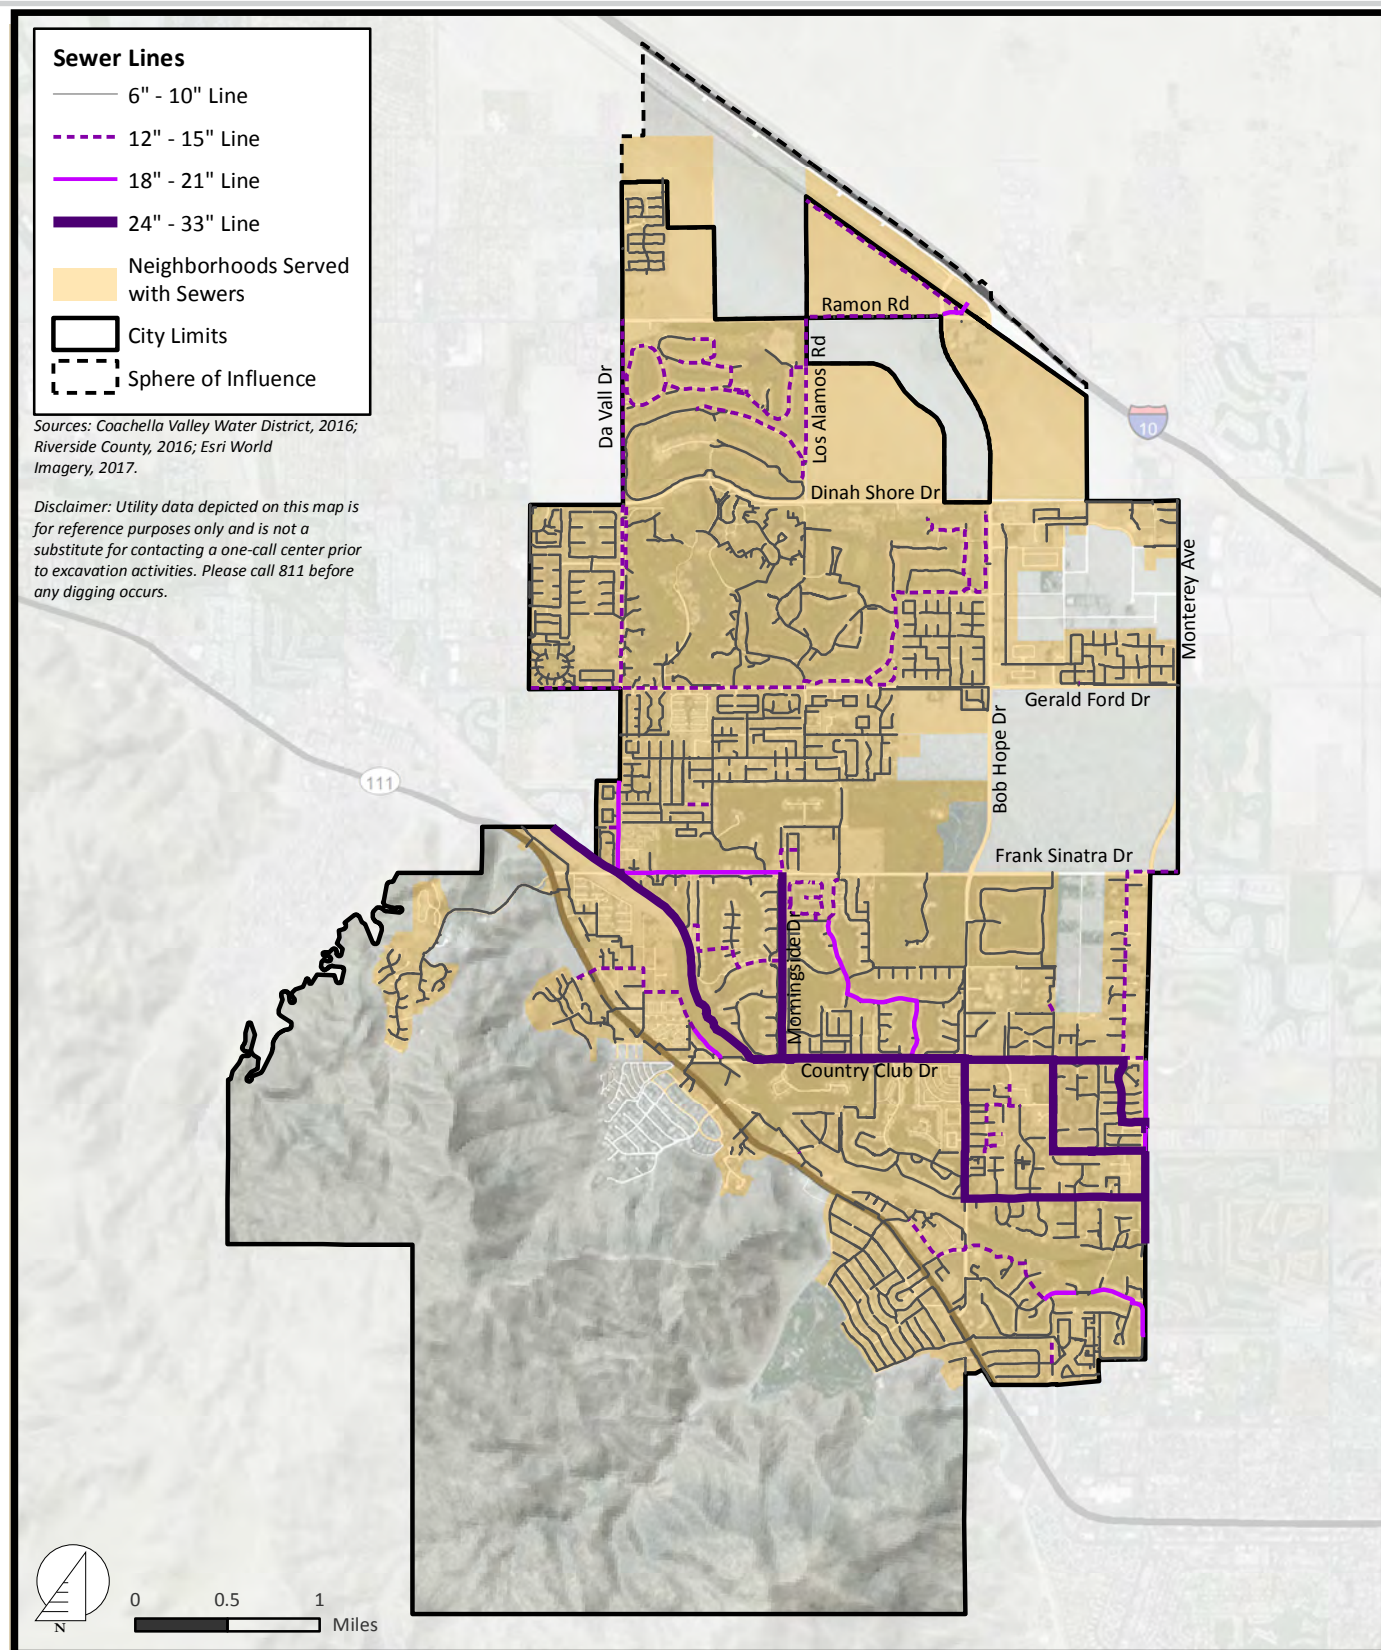 Sewer Lines
6" - 10" Line
12" - 15" Line
18" - 21" Line
24" - 33" Line
Neighborhoods Served
with Sewers
City Limits
Sphere of Influence
Sources: Coachella Valley Water District, 2016;
Riverside County, 2016; Esri World
Imagery, 2017.
Disclaimer: Utility data depicted on this map is
for reference purposes only and is not a
substitute for contacting a one-call center prior
to excavation activities. Please call 811 before
any digging occurs.
Ramon Rd
Da Vall Dr
Los Alamos Rd
10
Dinah Shore Dr
Monterey Ave
Gerald Ford Dr
Bob Hope Dr
111
Frank Sinatra Dr
Morningside Dr
Country Club Dr
N
0 0.5 1
Miles